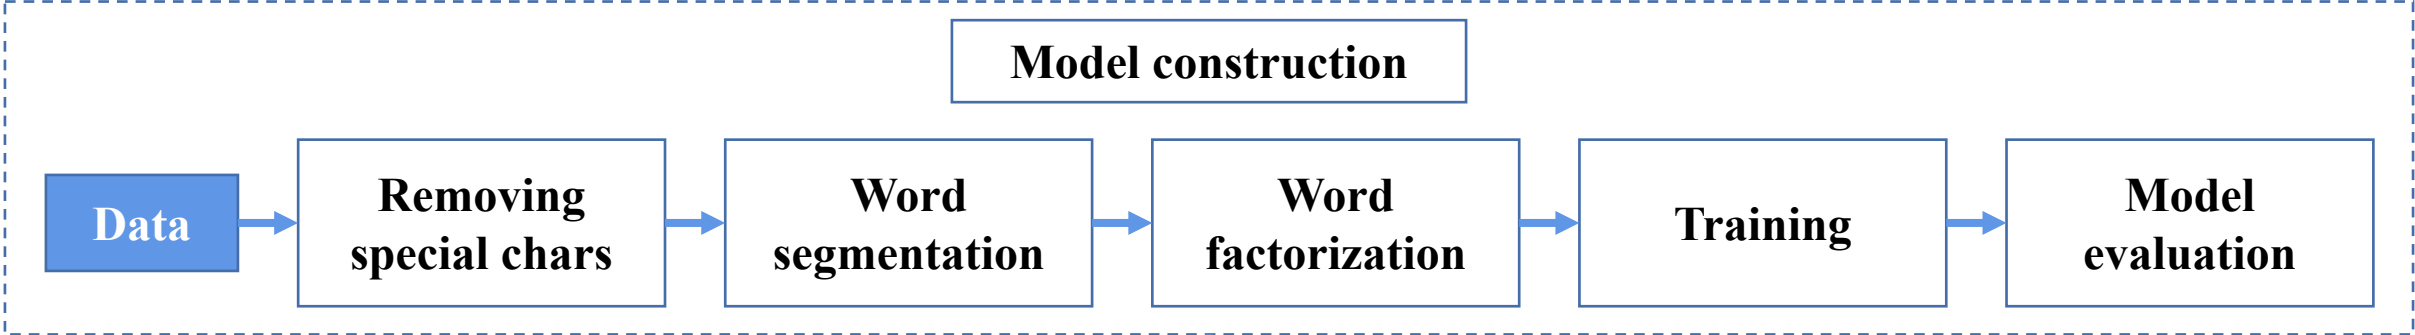 Model construction
Data
Removing
special chars
Word
segmentation
Word
factorization
Training
Model
evaluation